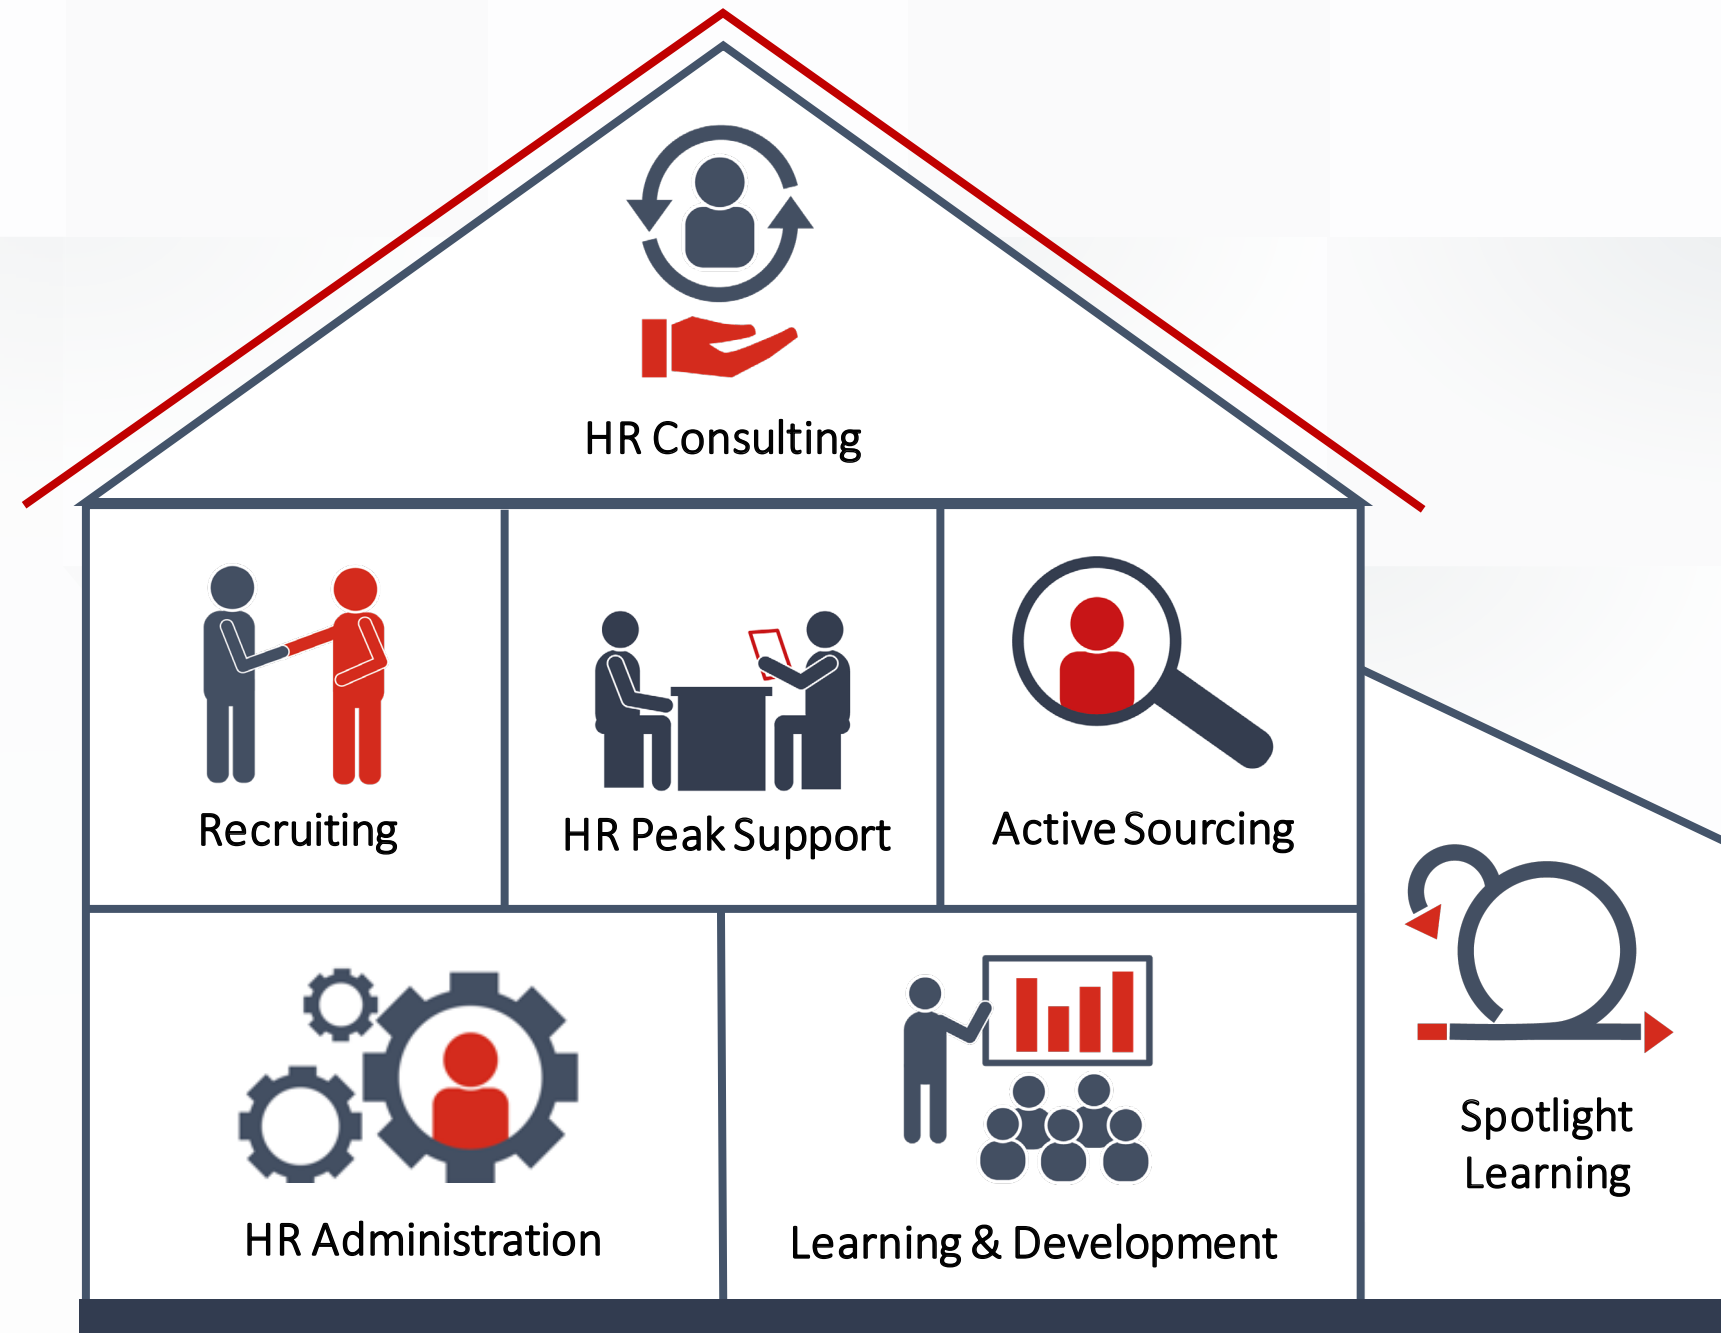 HR Consulting
Recruiting
HR Peak Support
Active Sourcing
HR Administration
Learning & Development
Spotlight
Learning